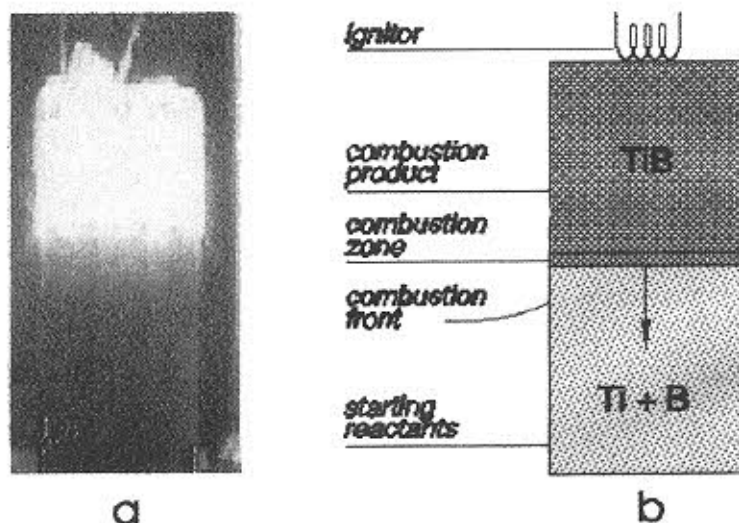 ignitor
combustion
product
TiB
combustion
zone
combustion
front
Ti + B
starting
reactants
a
b